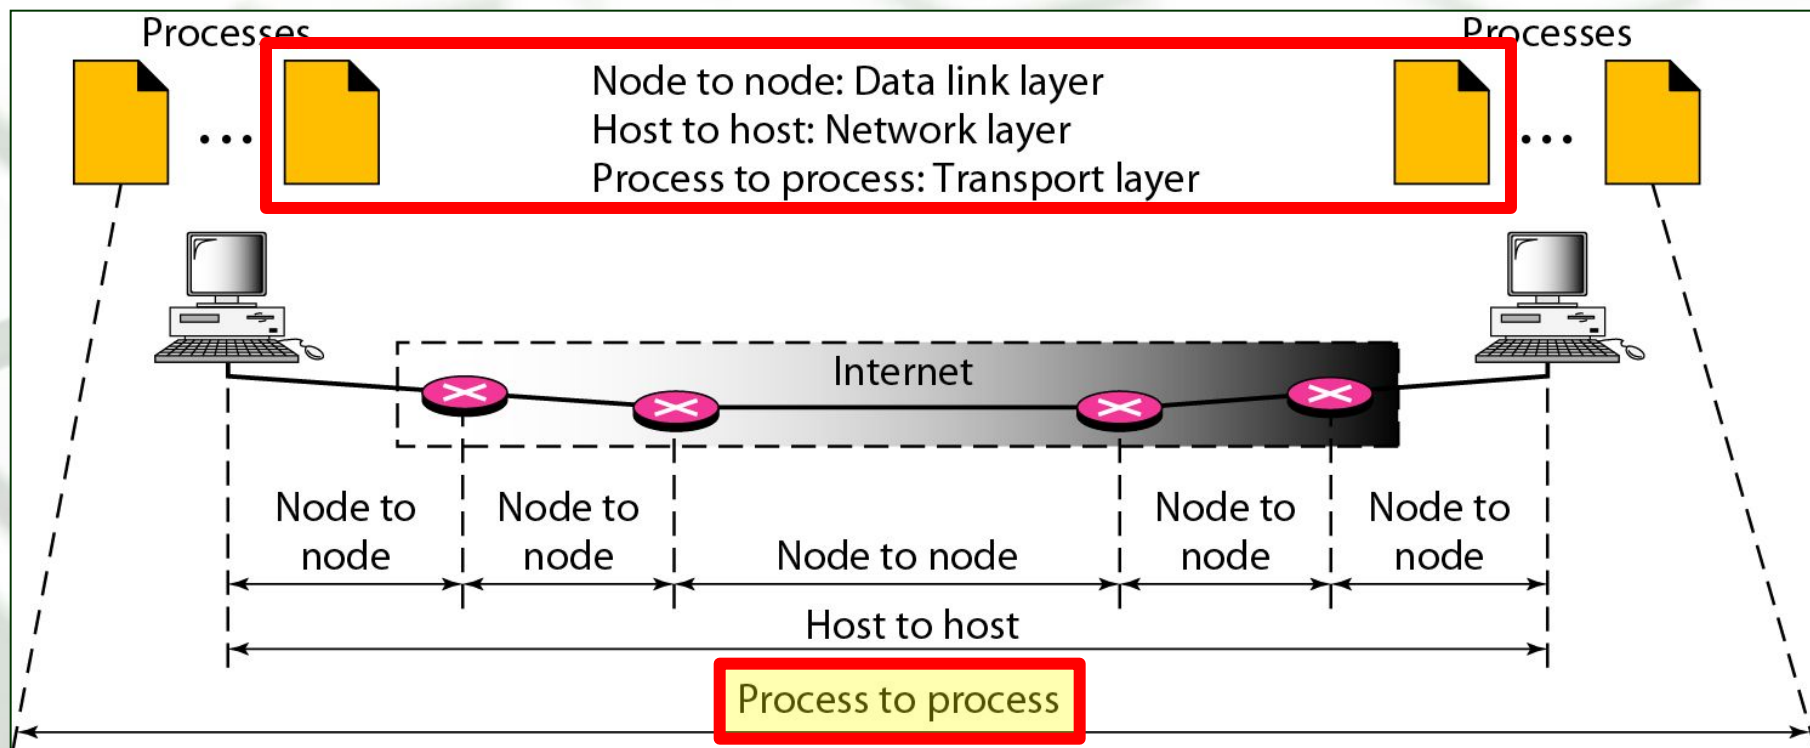 Processes
Processes
Node to node: Data link layer
Host to host: Network layer
Process to process: Transport layer
...
...
Internet
Node to
node
Node to
node
Node to node
Node to
node
Node to
node
Host to host
Process to process